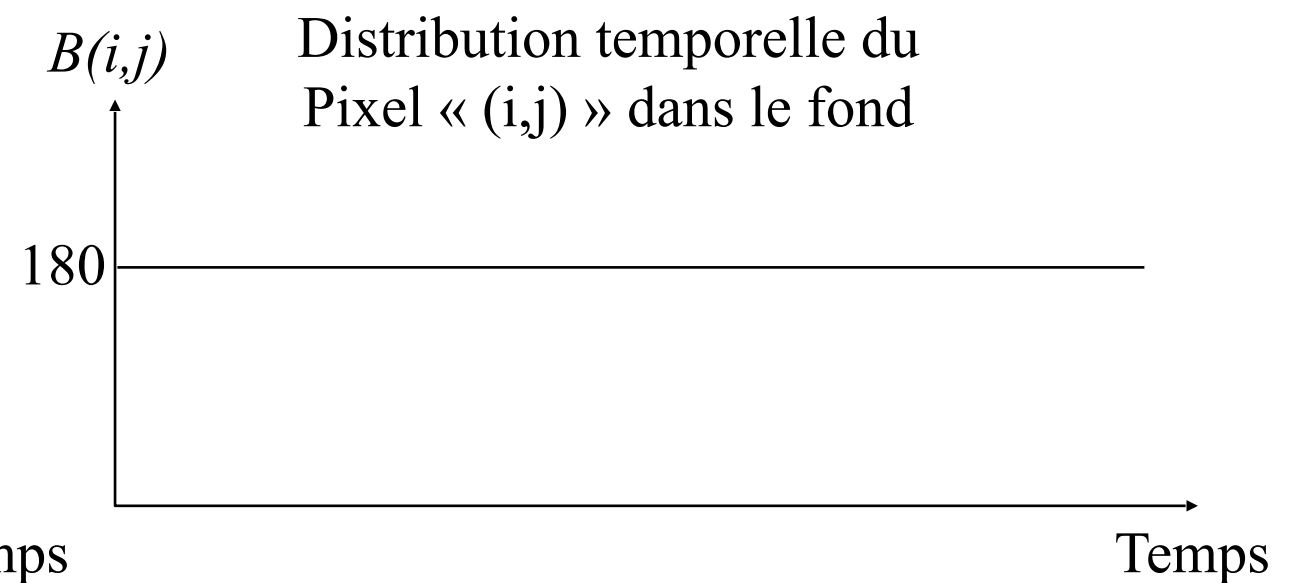 B(i,j)
Distribution temporelle du
Pixel « (i,j) » dans le fond
180
Temps